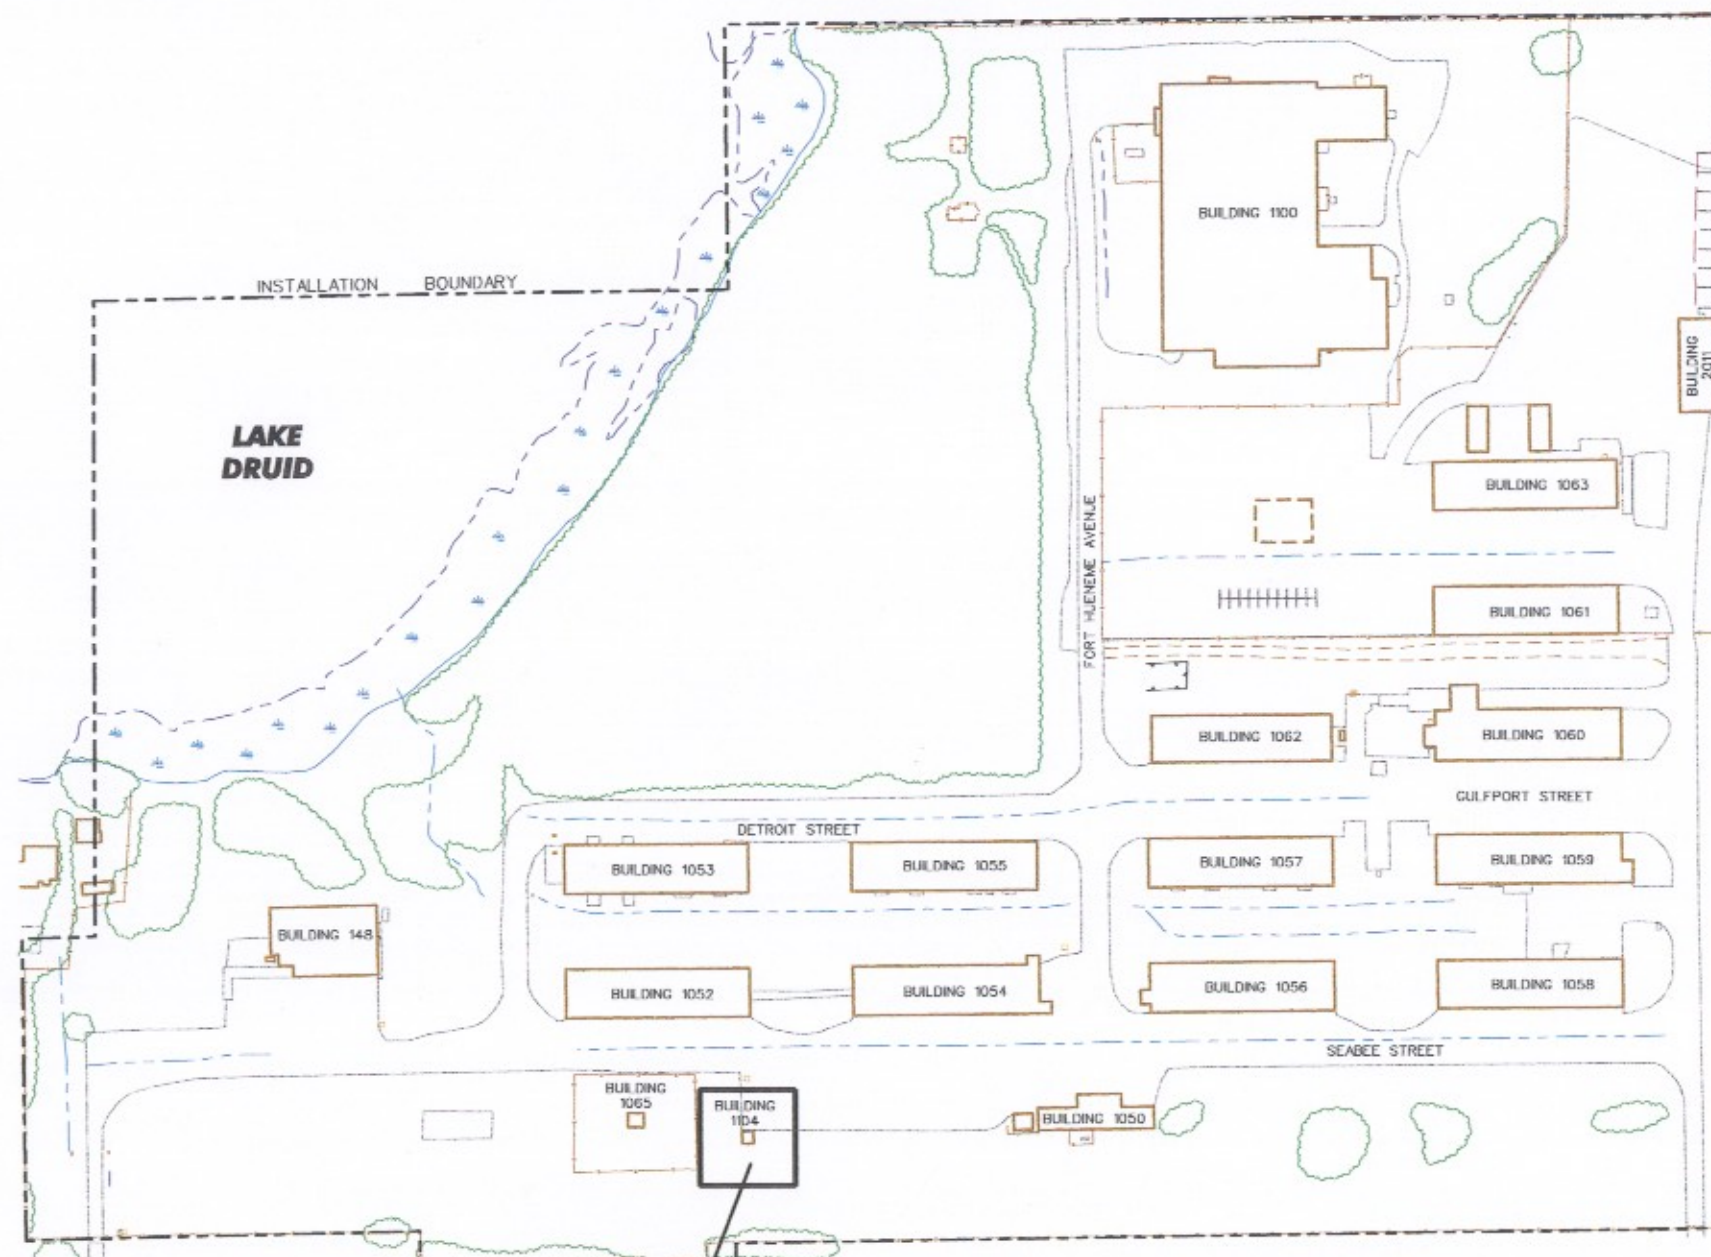 BUILDING 1100
INSTALLATION BOUNDARY
BUILDING
2011
LAKE
DRUID
BUILDING 1063
FORT HUENEME AVENUE
BUILDING 1061
BUILDING 1062
BUILDING 1060
GULFPORT STREET
DETROIT STREET
BUILDING 1053
BUILDING 1055
BUILDING 1057
BUILDING 1059
BUILDING 148
BUILDING 1052
BUILDING 1054
BUILDING 1056
BUILDING 1058
SEABEE STREET
BUILDING
1065
BUILDING
1104
BUILDING 1050